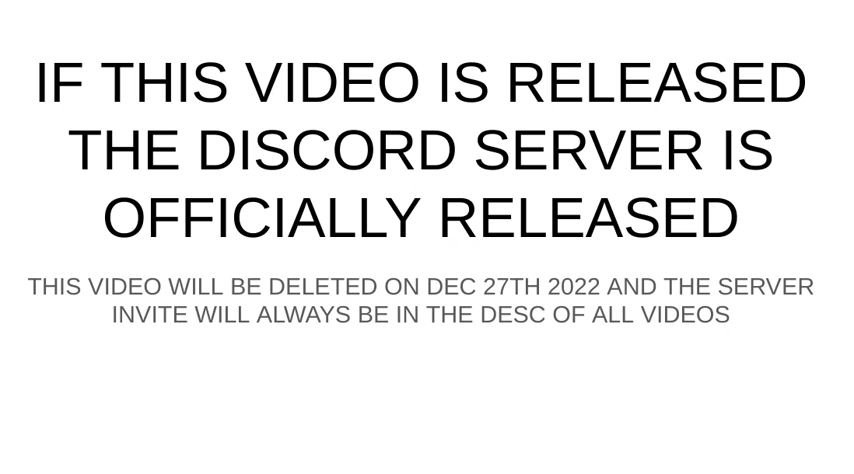 IF THIS VIDEO IS RELEASED
THE DISCORD SERVER IS
OFFICIALLY RELEASED
THIS VIDEO WILL BE DELETED ON DEC 27TH 2022 AND THE SERVER
INVITE WILL ALWAYS BE IN THE DESC OF ALL VIDEOS